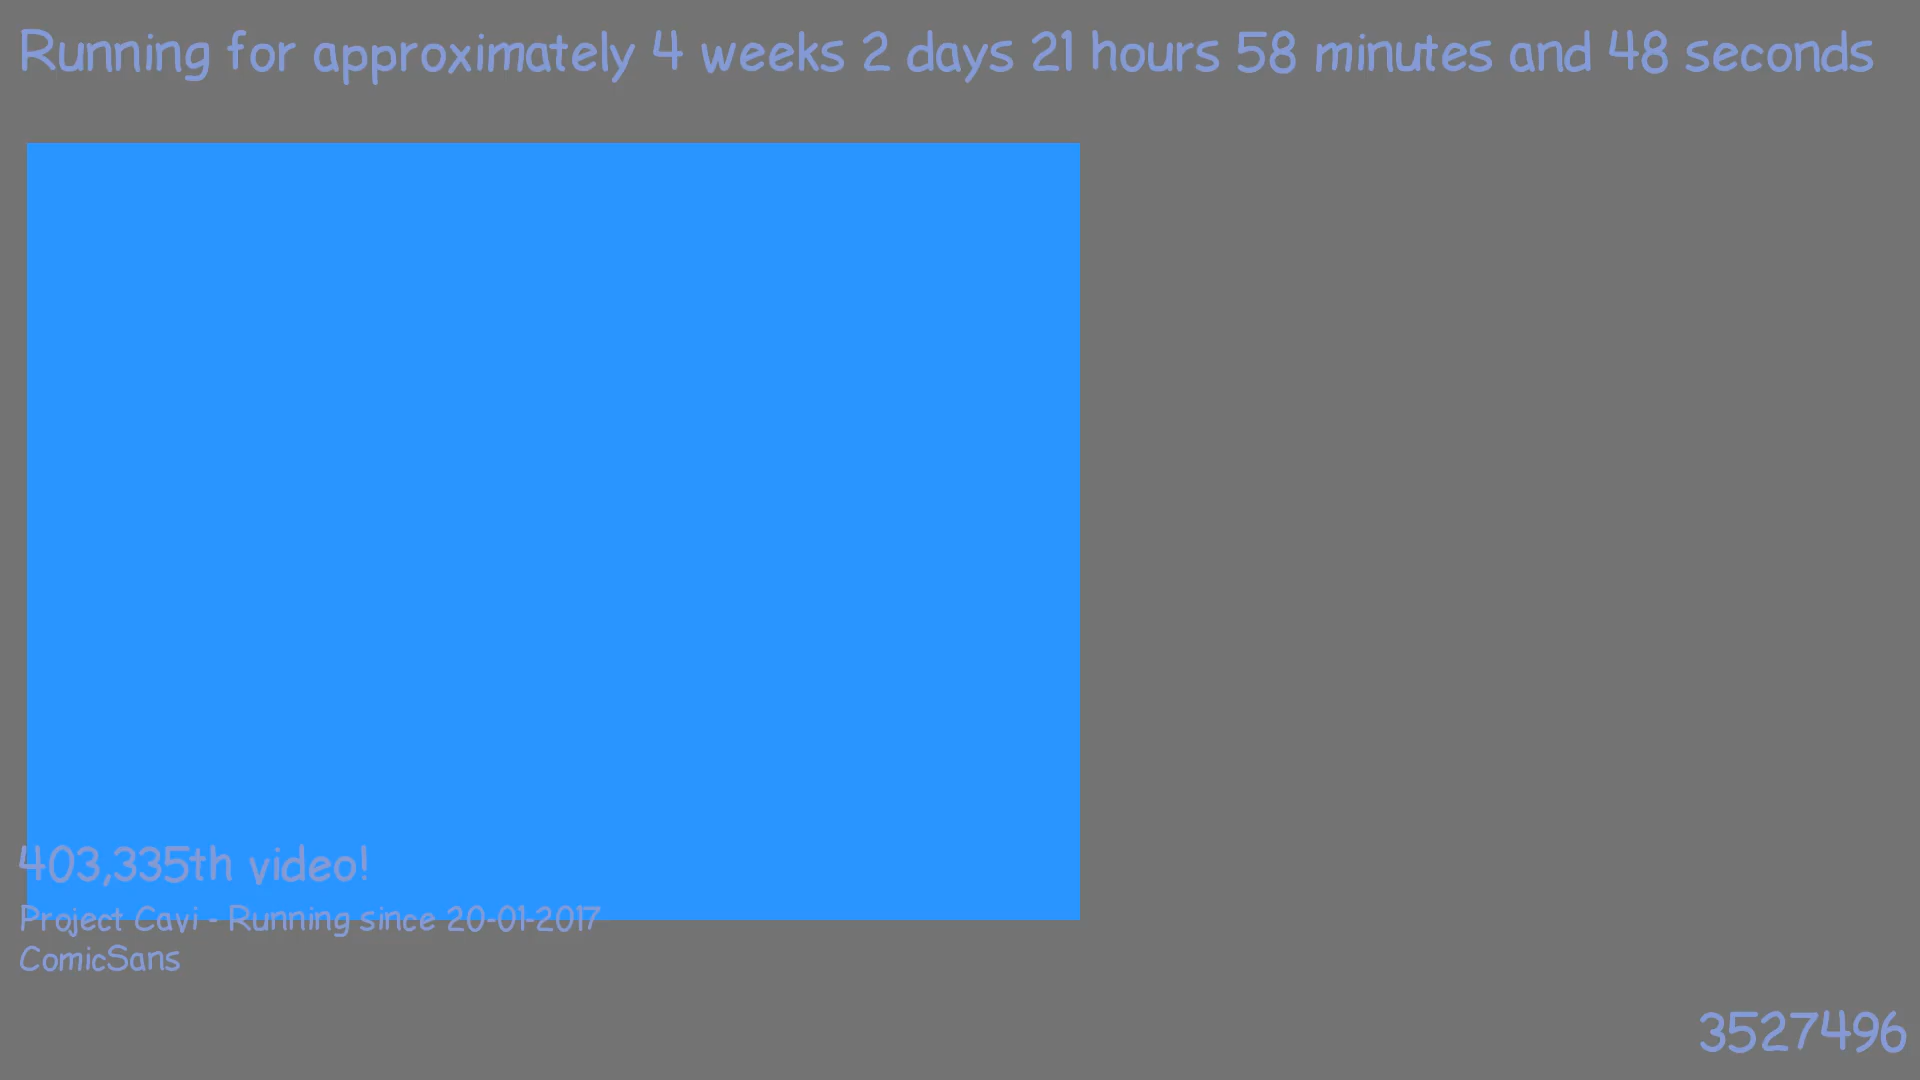 Running for approximately 4 weeks 2 days 21 hours 58 minutes and 48 seconds
403,335th video!
Project Cavi - Running since 20-01-2017
ComicSans
3527496